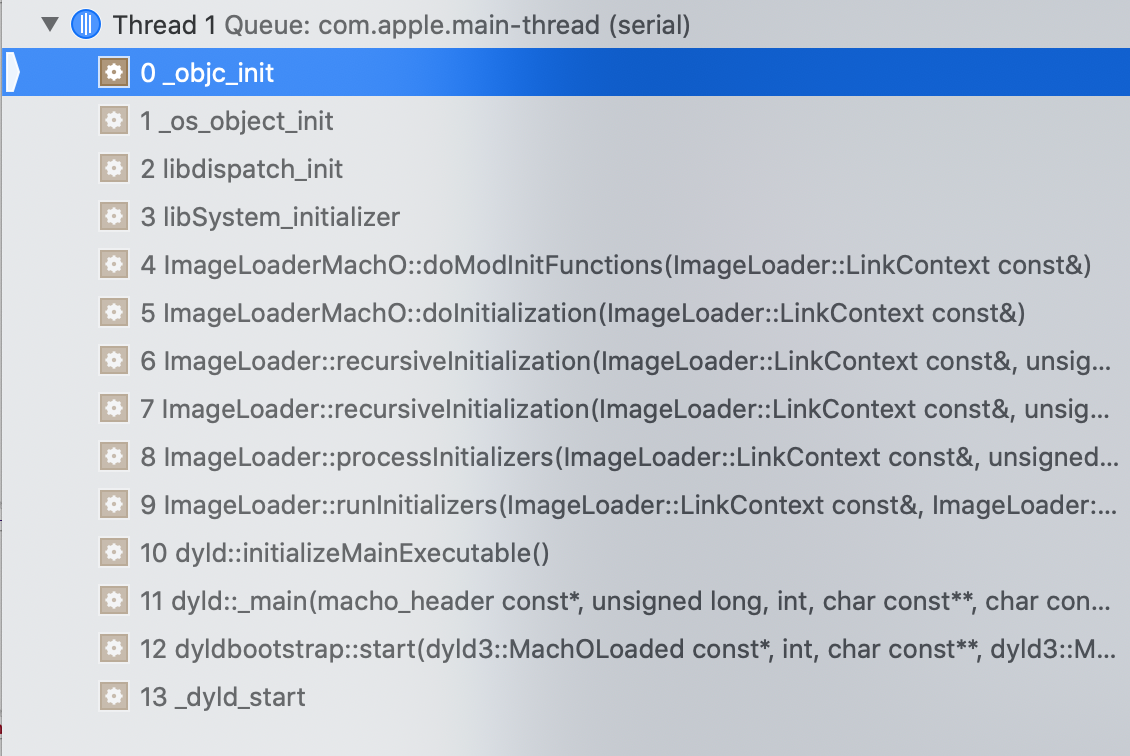 Thread 1 Queue: com.apple.main-thread (serial)
0 _objc_init
1 _os_object_init
2 libdispatch_init
3 libSystem_initializer
4 ImageLoaderMachO::doModInitFunctions(ImageLoader::LinkContext const&)
5 ImageLoaderMachO::doInitialization(ImageLoader::LinkContext const&)
6 ImageLoader::recursiveInitialization(ImageLoader::LinkContext const&, unsig...
7 ImageLoader::recursiveInitialization(ImageLoader::LinkContext const&, unsig...
8 ImageLoader::processInitializers(ImageLoader::LinkContext const&, unsigned...
9 ImageLoader::runInitializers(ImageLoader::LinkContext const&, ImageLoader:...
10 dyld::initializeMainExecutable()
11 dyld::_main(macho_header const*, unsigned long, int, char const**, char con...
12 dyldbootstrap::start(dyld3::MachOLoaded const*, int, char const**, dyld3::M...
13 _dyld_start